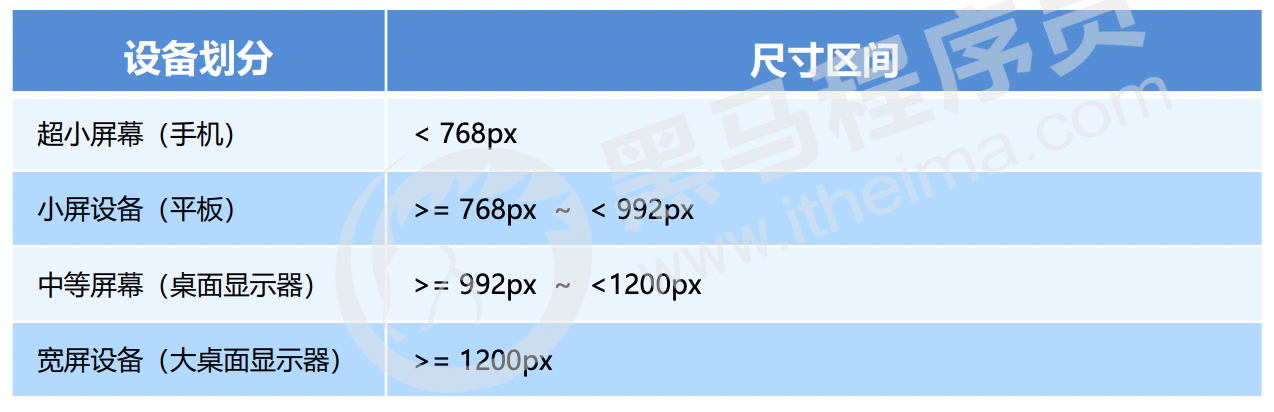 设备划分 尺寸区间
超小屏幕（手机） < 768px
小屏设备（平板） >= 768px ~ < 992px
中等屏幕（桌面显示器） >= 992px ~ <1200px
宽屏设备（大桌面显示器） >= 1200px
黑马程序员
www.itheima.com